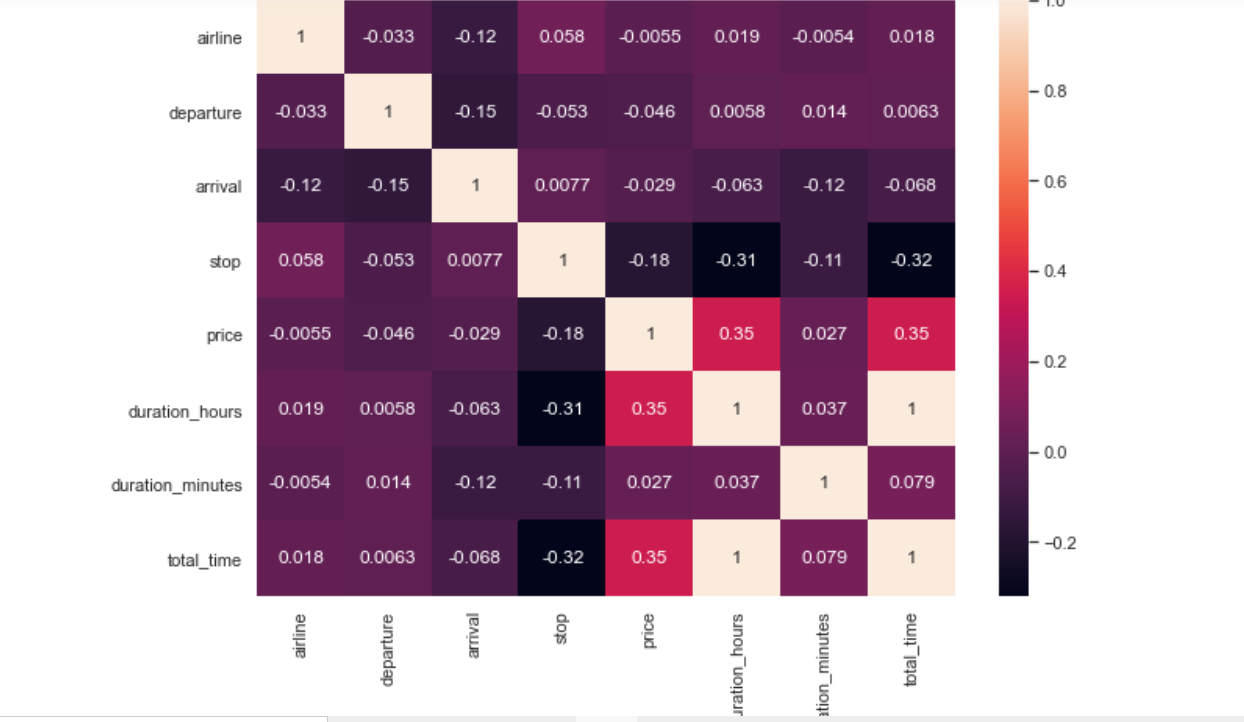 airline 1 -0.033 -0.12 0.058 -0.0055 0.019 -0.0054 0.018
departure -0.033 1 -0.15 -0.053 -0.046 0.0058 0.014 0.0063
arrival -0.12 -0.15 1 0.0077 -0.029 -0.063 -0.12 -0.068
stop 0.058 -0.053 0.0077 1 -0.18 -0.31 -0.11 -0.32
price -0.0055 -0.046 -0.029 -0.18 1 0.35 0.027 0.35
duration_hours 0.019 0.0058 -0.063 -0.31 0.35 1 0.037 1
duration_minutes -0.0054 0.014 -0.12 -0.11 0.027 0.037 1 0.079
total_time 0.018 0.0063 -0.068 -0.32 0.35 1 0.079 1
airline
departure
arrival
stop
price
uration_hours
ation_minutes
total_time
1.0
0.8
0.6
0.4
0.2
0.0
−0.2